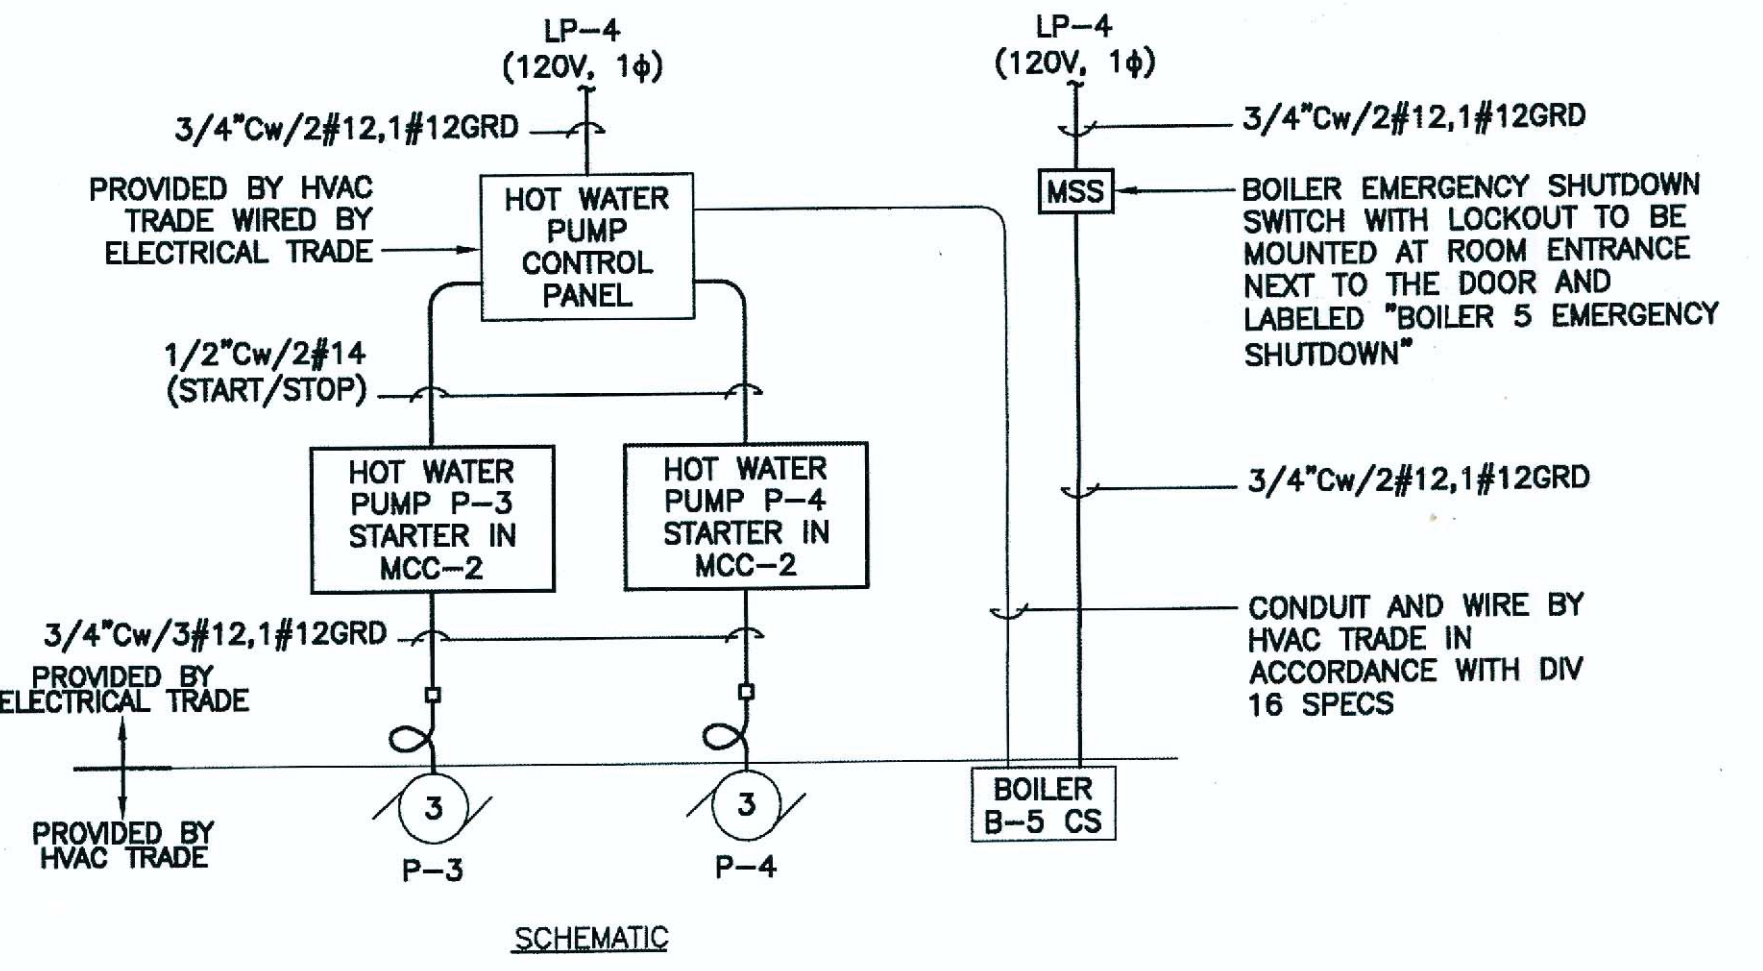 LP-4
(120V, 1ϕ)
3/4"Cw/2#12,1#12GRD
PROVIDED BY HVAC
TRADE WIRED BY
ELECTRICAL TRADE
HOT WATER
PUMP
CONTROL
PANEL
1/2"Cw/2#14
(START/STOP)
HOT WATER
PUMP P-3
STARTER IN
MCC-2
HOT WATER
PUMP P-4
STARTER IN
MCC-2
3/4"Cw/3#12,1#12GRD
PROVIDED BY
ELECTRICAL TRADE
PROVIDED BY
HVAC TRADE
3
P-3
3
P-4
LP-4
(120V, 1ϕ)
3/4"Cw/2#12,1#12GRD
MSS
BOILER EMERGENCY SHUTDOWN
SWITCH WITH LOCKOUT TO BE
MOUNTED AT ROOM ENTRANCE
NEXT TO THE DOOR AND
LABELED "BOILER 5 EMERGENCY
SHUTDOWN"
3/4"Cw/2#12,1#12GRD
CONDUIT AND WIRE BY
HVAC TRADE IN
ACCORDANCE WITH DIV
16 SPECS
BOILER
B-5 CS
SCHEMATIC